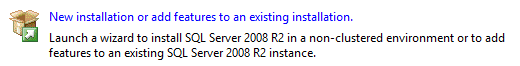 New installation or add features to an existing installation.
Launch a wizard to install SQL Server 2008 R2 in a non-clustered environment or to add
features to an existing SQL Server 2008 R2 instance.